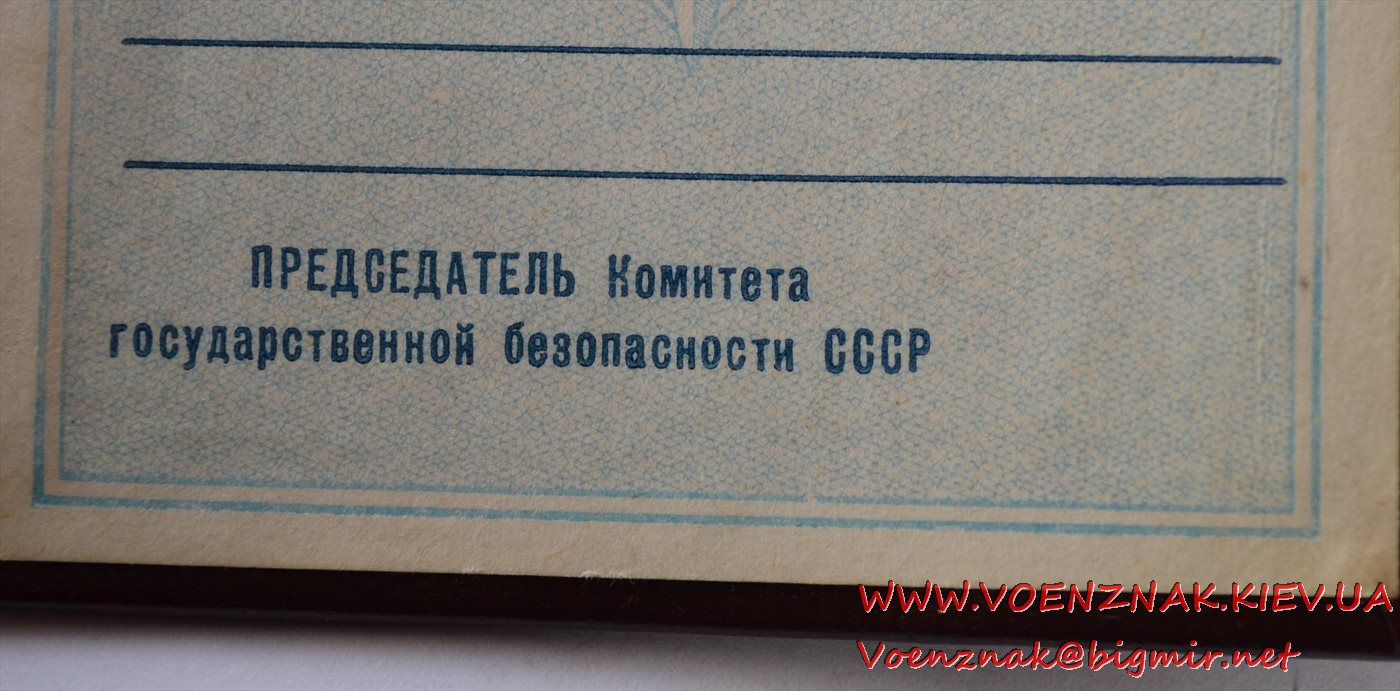 ПРЕДСЕДАТЕЛЬ Комитета
государственной безопасности СССР
WWW.VOENZNAK.KIEV.UA
Voenznak@bigmir.net